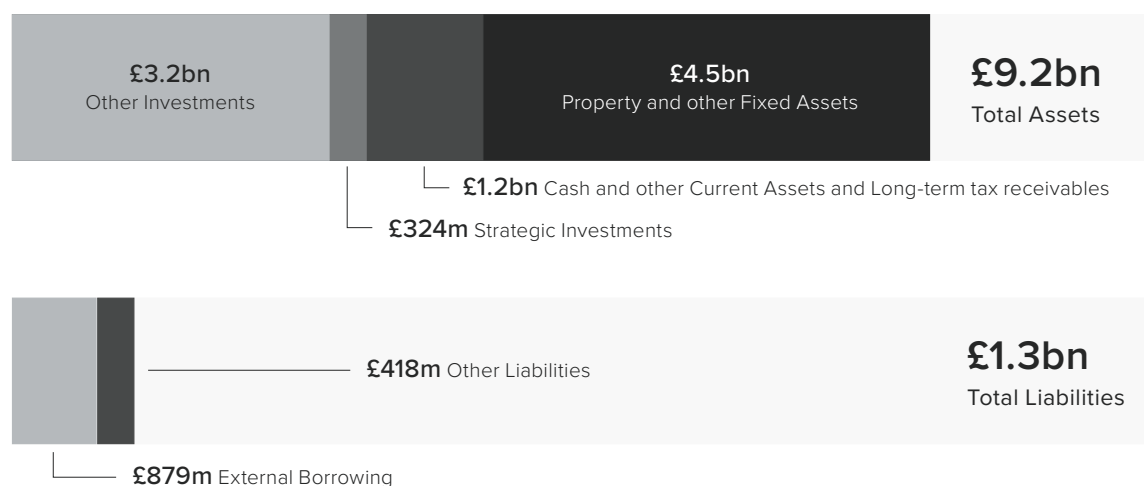 £3.2bn
Other Investments
£4.5bn
Property and other Fixed Assets
£9.2bn
Total Assets
£1.2bn Cash and other Current Assets and Long-term tax receivables
£324m Strategic Investments
£418m Other Liabilities
£1.3bn
Total Liabilities
£879m External Borrowing